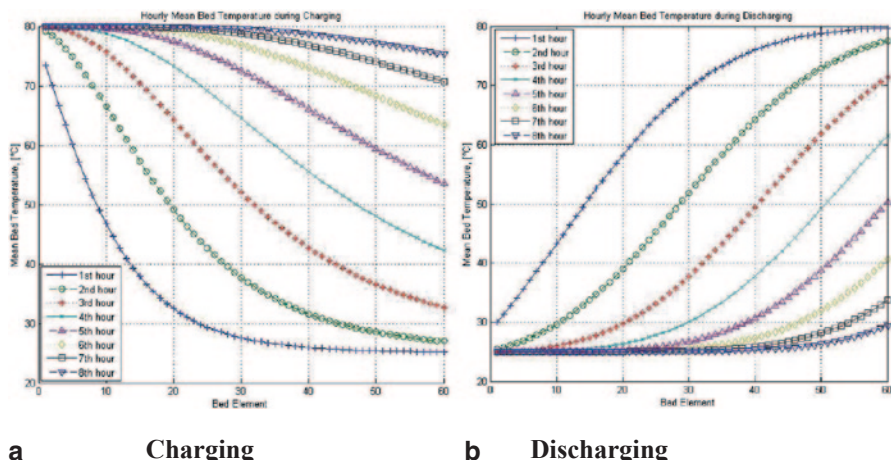 Hourly Mean Bed Temperature during Charging
80
70
60
50
40
30
20
Mean Bed Temperature, [°C]
1st hour
2nd hour
3rd hour
4th hour
5th hour
6th hour
7th hour
8th hour
0 10 20 30 40 50 60
Bed Element
Hourly Mean Bed Temperature during Discharging
80
70
60
50
40
30
20
Mean Bed Temperature, [°C]
1st hour
2nd hour
3rd hour
4th hour
5th hour
6th hour
7th hour
8th hour
0 10 20 30 40 50 60
Bed Element
a Charging
b Discharging